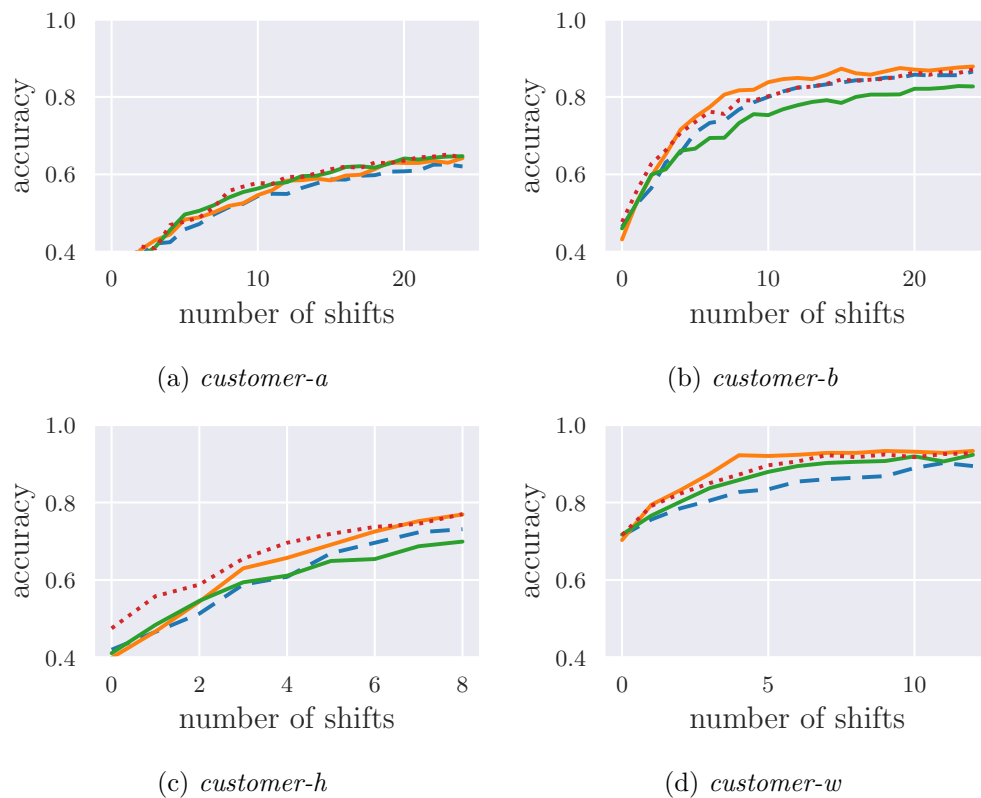 1.0
0.8
0.6
0.4
accuracy
0
10
20
number of shifts
(a) customer-a
1.0
0.8
0.6
0.4
accuracy
0
10
20
number of shifts
(b) customer-b
1.0
0.8
0.6
0.4
accuracy
0
2
4
6
8
number of shifts
(c) customer-h
1.0
0.8
0.6
0.4
accuracy
0
5
10
number of shifts
(d) customer-w